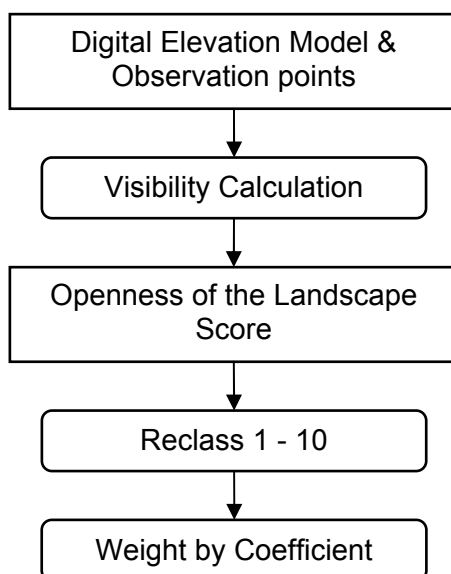 Digital Elevation Model &
Observation points
Visibility Calculation
Openness of the Landscape
Score
Reclass 1 - 10
Weight by Coefficient